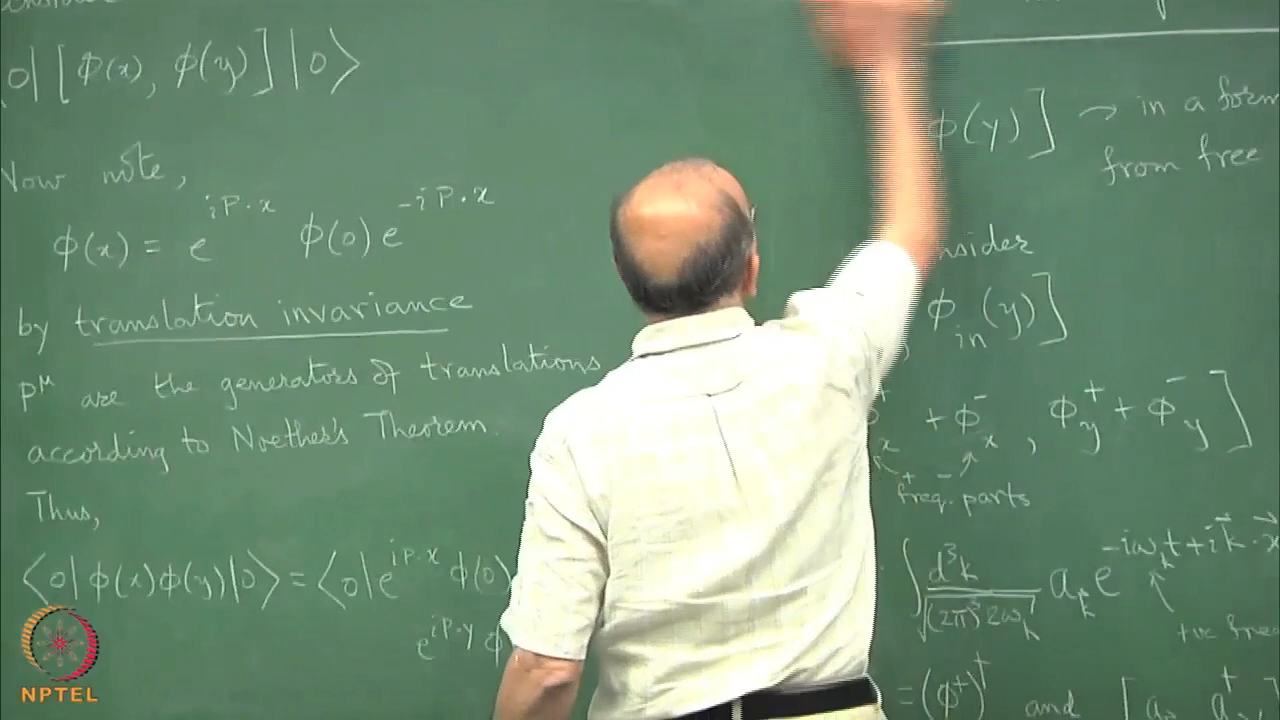 ⟨0| [ϕ(x), ϕ(y)] |0⟩
Now note,
ϕ(x) = e^{iP·x} ϕ(0) e^{-iP·x}
by translation invariance
P^μ are the generators of translations
according to Noether's Theorem.
Thus,
⟨0|ϕ(x)ϕ(y)|0⟩ = ⟨0|e^{iP·x} ϕ(0)
e^{iP·y} ϕ
ϕ(y)] → in a form
from free
ϕ_in(y)]
+ ϕ^-_x , ϕ^+_y + ϕ^-_y ]
+ -
freq. parts
∫ d³k / √((2π)³ 2ω_k) a_k e^{-iω_k t + i\vec{k}·\vec{x}}
+ve freq
= (ϕ^+)^† and [a
NPTEL